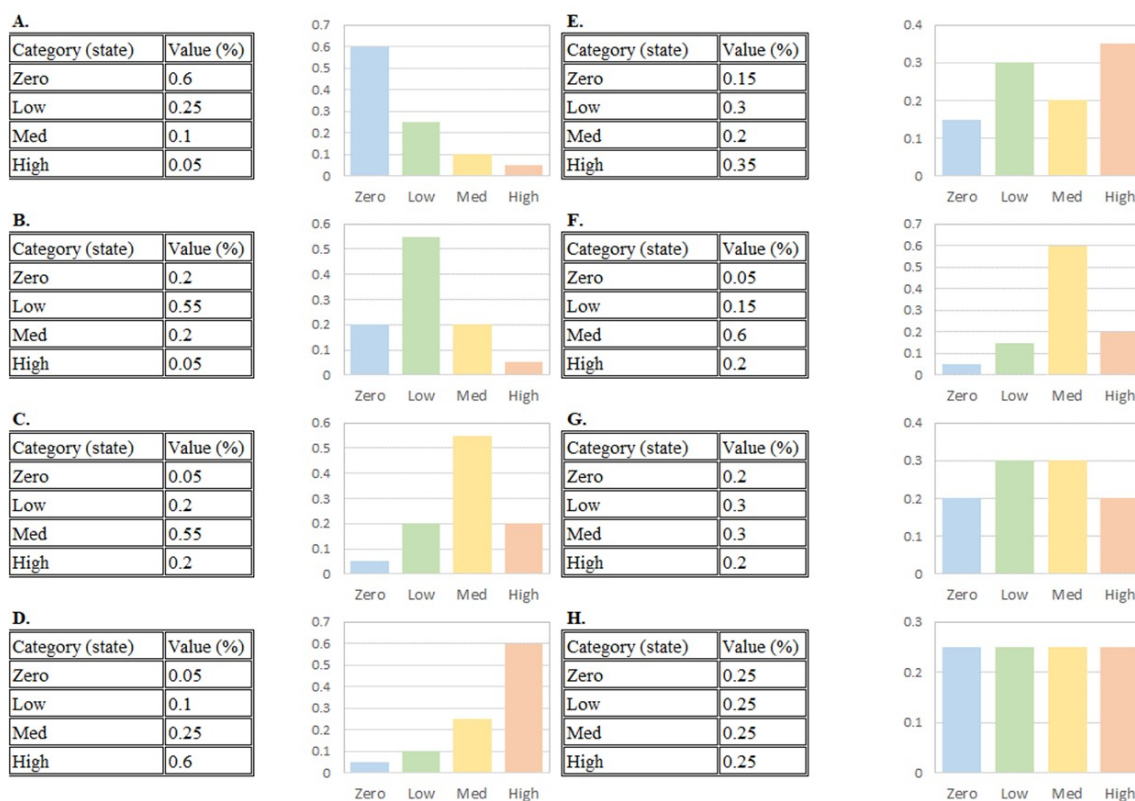 A.
Category (state) Value (%)
Zero 0.6
Low 0.25
Med 0.1
High 0.05
0.7
0.6
0.5
0.4
0.3
0.2
0.1
0
Zero Low Med High
E.
Category (state) Value (%)
Zero 0.15
Low 0.3
Med 0.2
High 0.35
0.4
0.3
0.2
0.1
0
Zero Low Med High
B.
Category (state) Value (%)
Zero 0.2
Low 0.55
Med 0.2
High 0.05
0.6
0.5
0.4
0.3
0.2
0.1
0
Zero Low Med High
F.
Category (state) Value (%)
Zero 0.05
Low 0.15
Med 0.6
High 0.2
0.7
0.6
0.5
0.4
0.3
0.2
0.1
0
Zero Low Med High
C.
Category (state) Value (%)
Zero 0.05
Low 0.2
Med 0.55
High 0.2
0.6
0.5
0.4
0.3
0.2
0.1
0
Zero Low Med High
G.
Category (state) Value (%)
Zero 0.2
Low 0.3
Med 0.3
High 0.2
0.4
0.3
0.2
0.1
0
Zero Low Med High
D.
Category (state) Value (%)
Zero 0.05
Low 0.1
Med 0.25
High 0.6
0.7
0.6
0.5
0.4
0.3
0.2
0.1
0
Zero Low Med High
H.
Category (state) Value (%)
Zero 0.25
Low 0.25
Med 0.25
High 0.25
0.3
0.2
0.1
0
Zero Low Med High